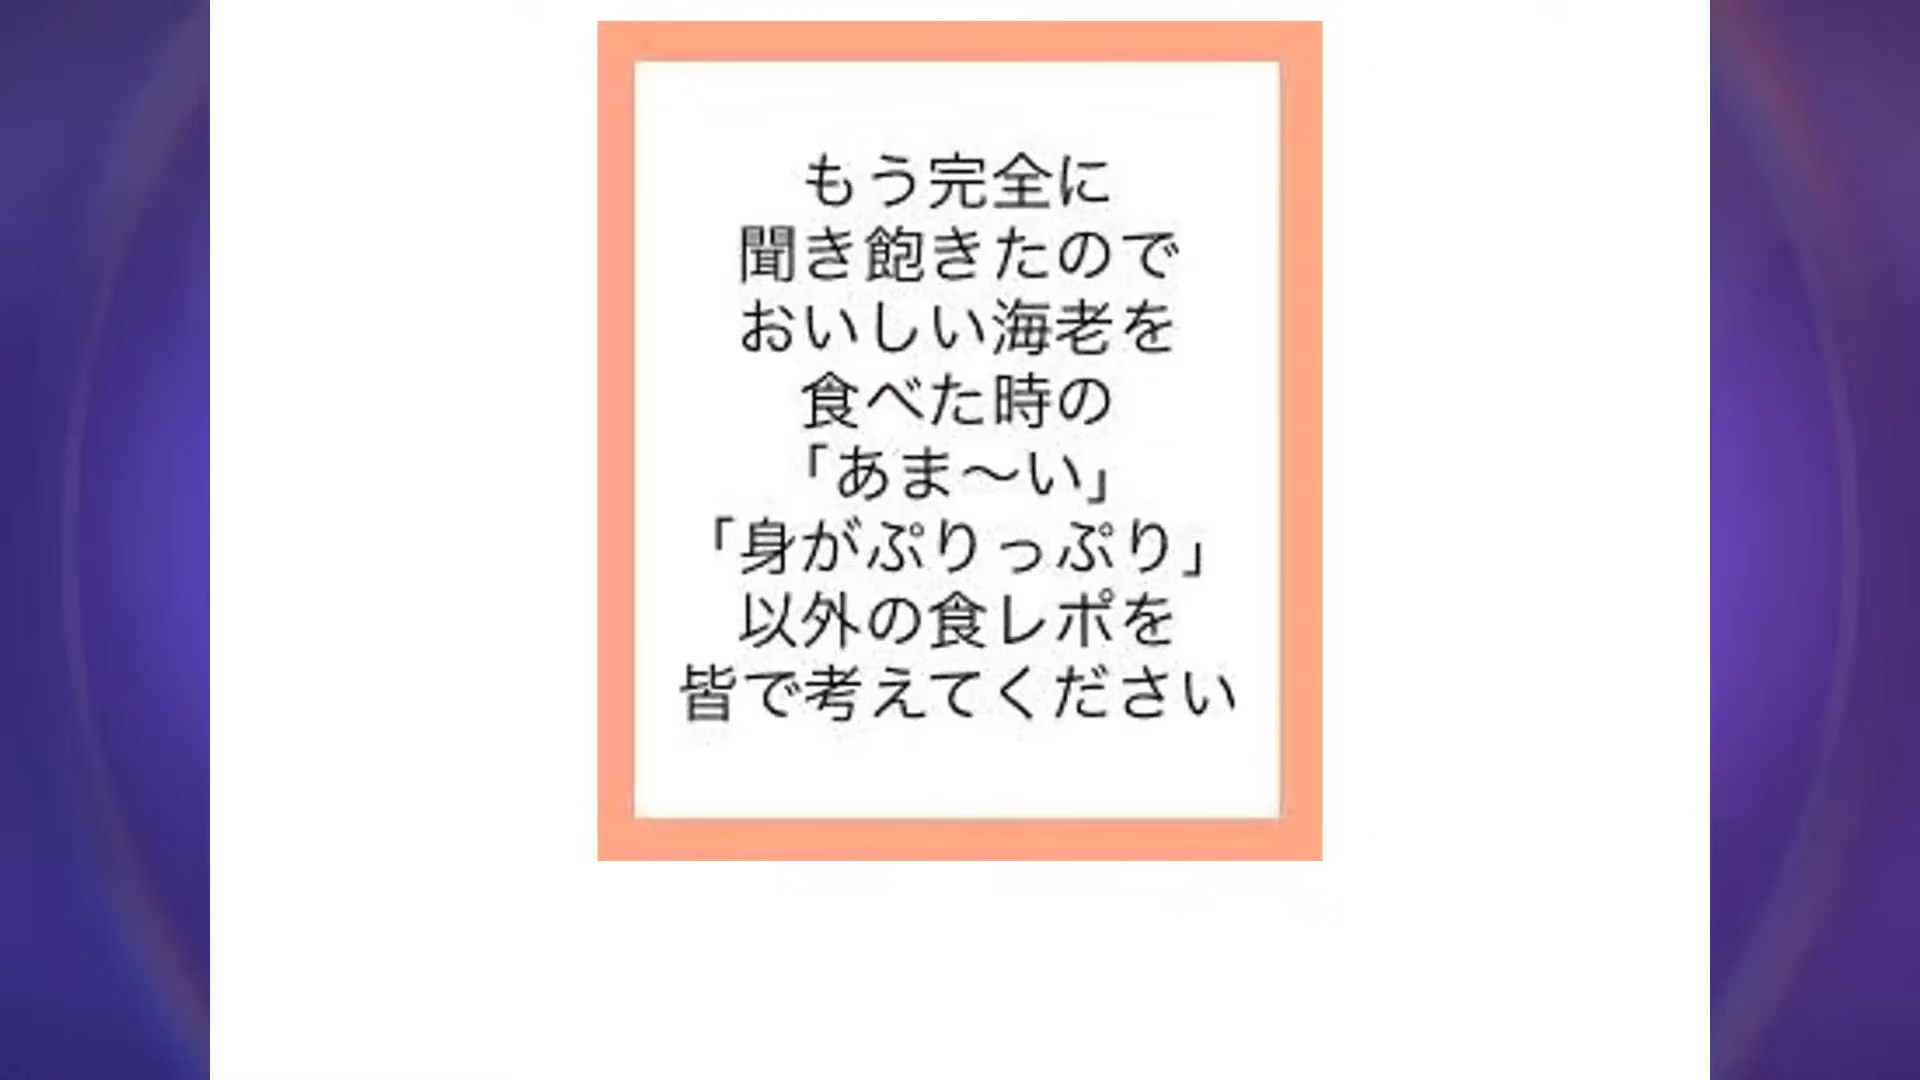 もう完全に
聞き飽きたので
おいしい海老を
食べた時の
「あま〜い」
「身がぷりっぷり」
以外の食レポを
皆で考えてください